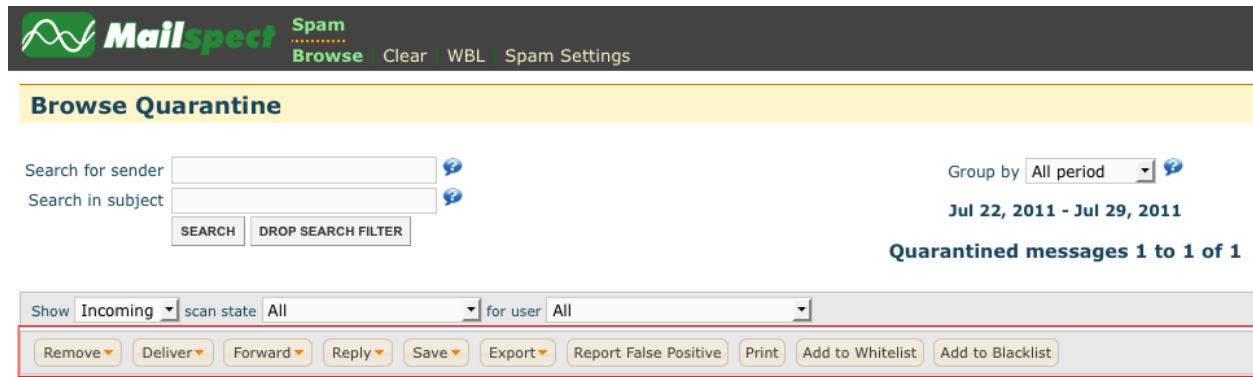 Mailspect
Spam
Browse Clear WBL Spam Settings
Browse Quarantine
Search for sender
Search in subject
SEARCH DROP SEARCH FILTER
Group by All period
Jul 22, 2011 - Jul 29, 2011
Quarantined messages 1 to 1 of 1
Show Incoming scan state All for user All
Remove Deliver Forward Reply Save Export Report False Positive Print Add to Whitelist Add to Blacklist